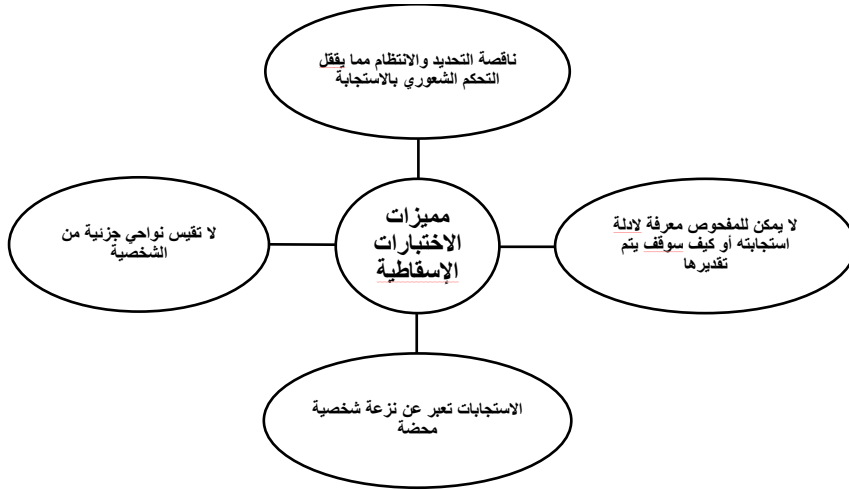 ناقصة التحديد والانتظام مما يققل
التحكم الشعوري بالاستجابة
مميزات
الاختبارات
الإسقاطية
لا يمكن للمفحوص معرفة لادلة
استجابته أو كيف سوقف يتم
تقديرها
لا تقيس نواحي جزئية من
الشخصية
الاستجابات تعبر عن نزعة شخصية
محضة